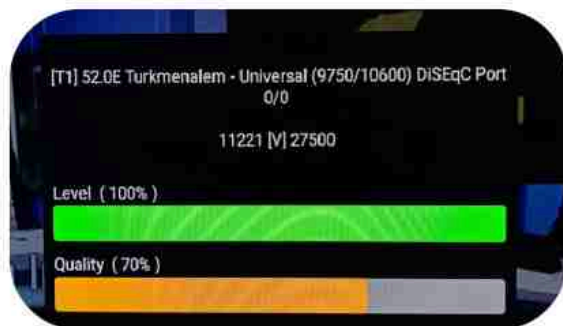 [T1] 52.0E Turkmenalem - Universal (9750/10600) DiSEqC Port
0/0
11221 [V] 27500
Level ( 100% )
Quality ( 70% )